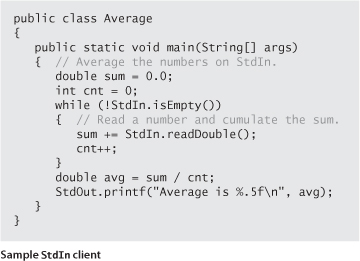 public class Average
{
   public static void main(String[] args)
   {  // Average the numbers on StdIn.
      double sum = 0.0;
      int cnt = 0;
      while (!StdIn.isEmpty())
      {  // Read a number and cumulate the sum.
         sum += StdIn.readDouble();
         cnt++;
      }
      double avg = sum / cnt;
      StdOut.printf("Average is %.5f\n", avg);
   }
}
Sample StdIn client